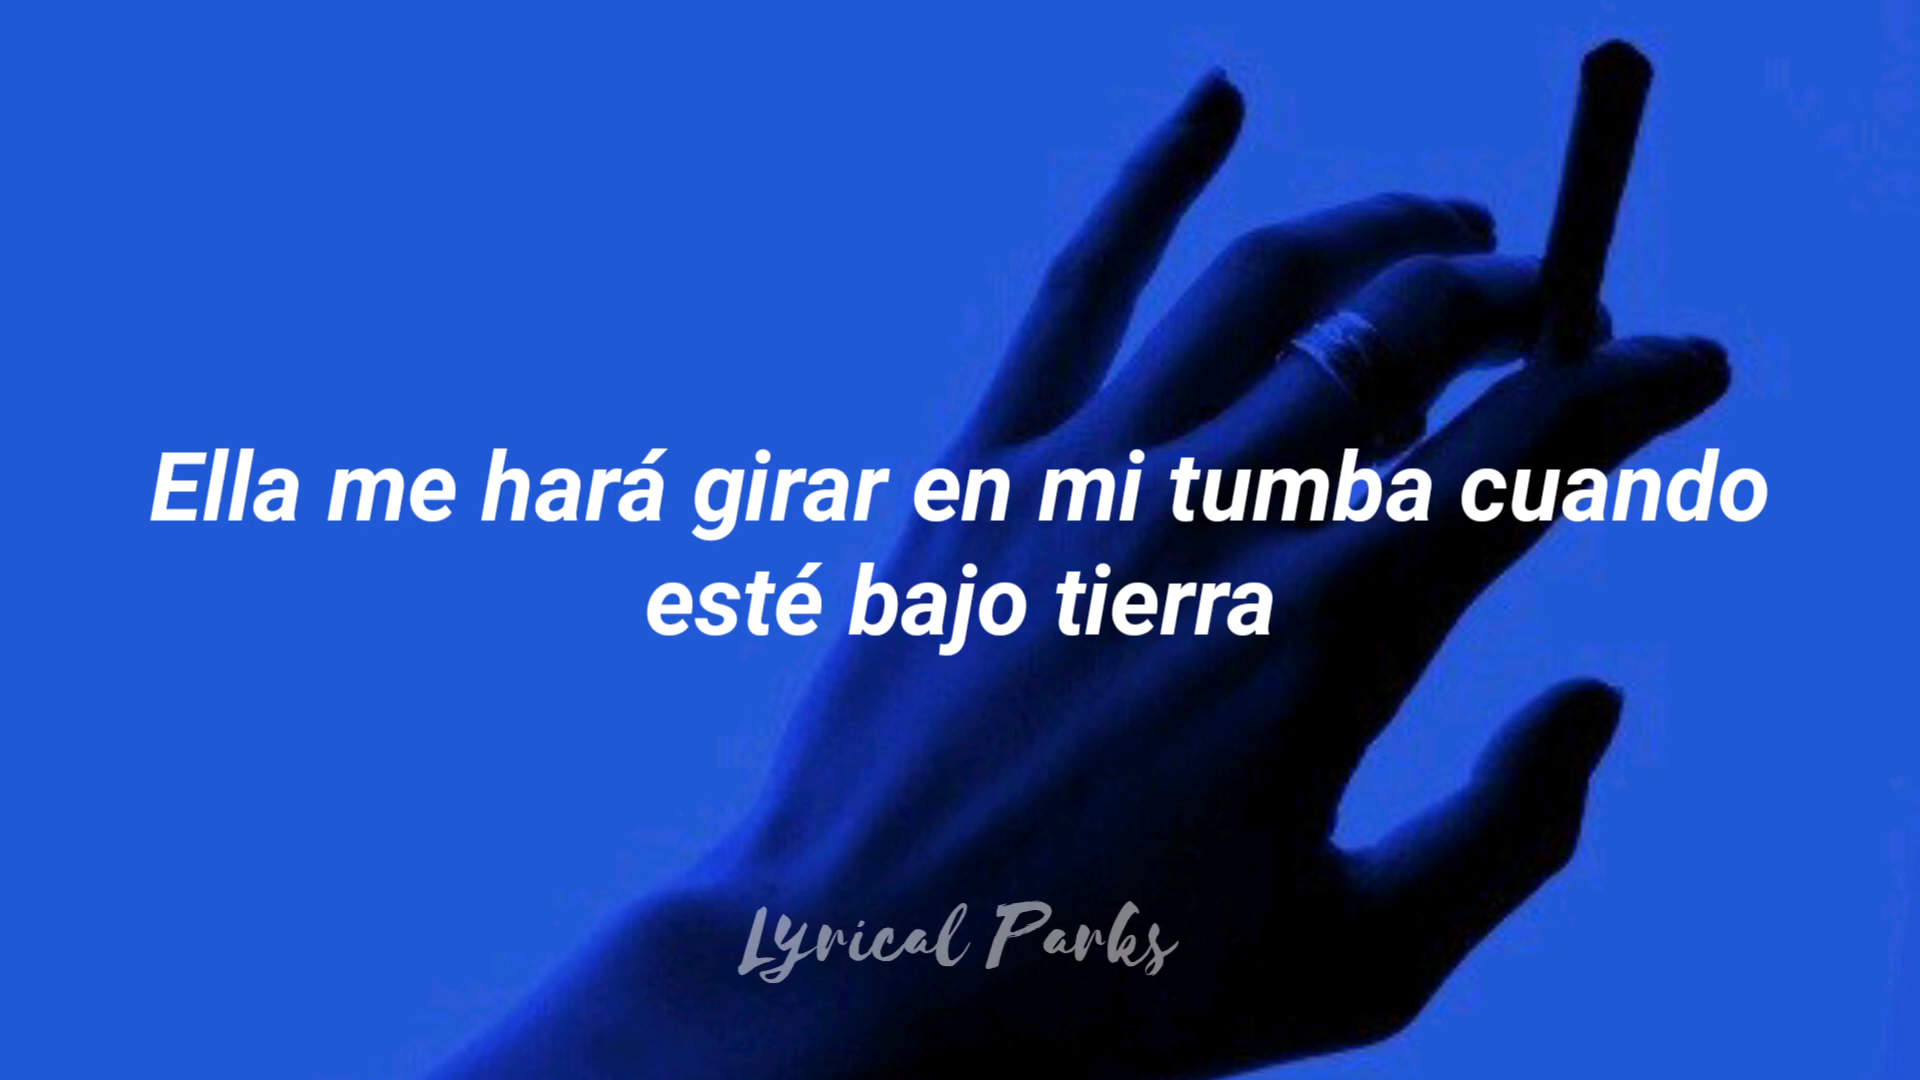 Ella me hará girar en mi tumba cuando
esté bajo tierra
Lyrical Parks